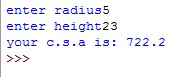 enter radius5
enter height23
your c.s.a is: 722.2
>>>